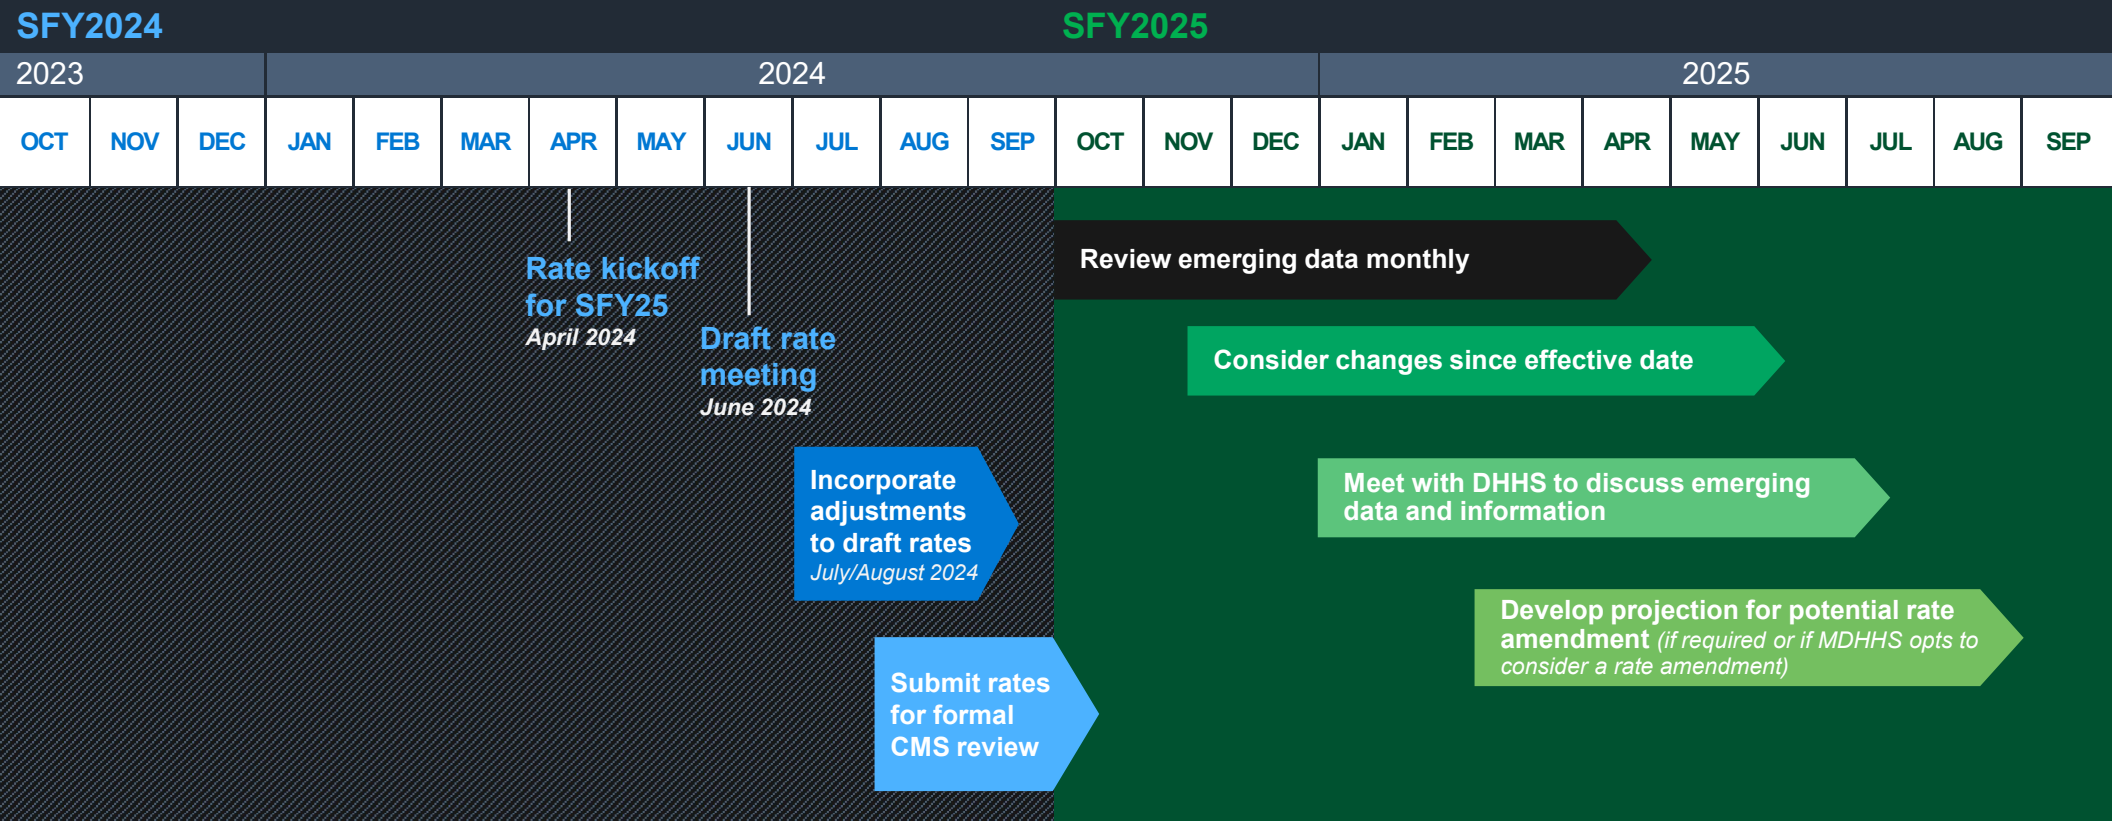 SFY2024 SFY2025
2023 2024 2025
OCT NOV DEC JAN FEB MAR APR MAY JUN JUL AUG SEP OCT NOV DEC JAN FEB MAR APR MAY JUN JUL AUG SEP
Rate kickoff
for SFY25
April 2024
Draft rate
meeting
June 2024
Incorporate
adjustments
to draft rates
July/August 2024
Submit rates
for formal
CMS review
Review emerging data monthly
Consider changes since effective date
Meet with DHHS to discuss emerging
data and information
Develop projection for potential rate
amendment (if required or if MDHHS opts to
consider a rate amendment)